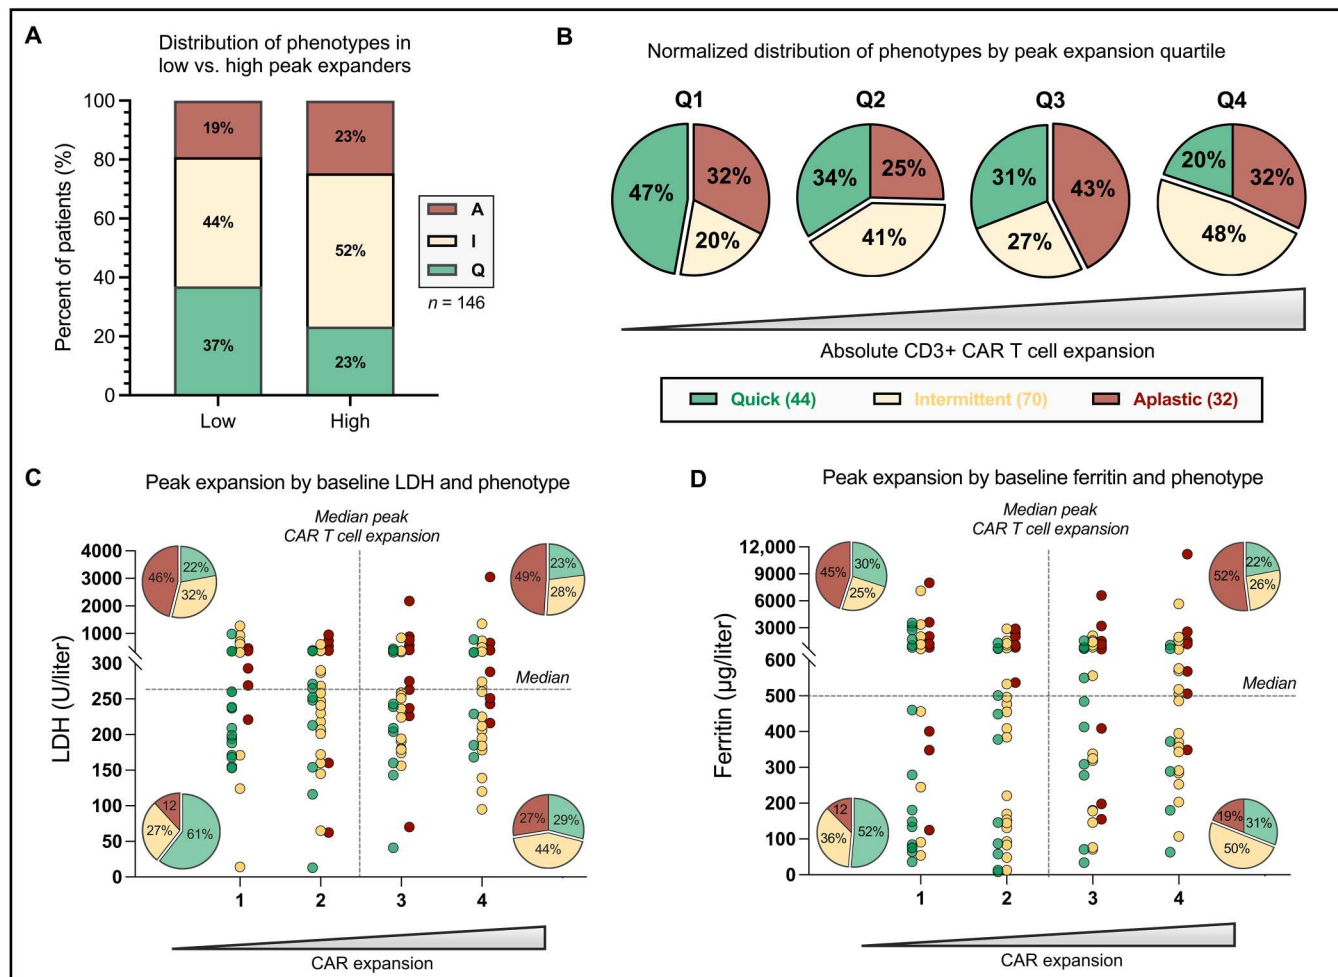 A
Distribution of phenotypes in
low vs. high peak expanders
Percent of patients (%)
100
80
60
40
20
0
19%
44%
37%
23%
52%
23%
Low
High
A
I
Q
n = 146
B
Normalized distribution of phenotypes by peak expansion quartile
Q1
Q2
Q3
Q4
47%
32%
20%
34%
25%
41%
31%
43%
27%
20%
32%
48%
Absolute CD3+ CAR T cell expansion
Quick (44)
Intermittent (70)
Aplastic (32)
C
Peak expansion by baseline LDH and phenotype
Median peak
CAR T cell expansion
LDH (U/liter)
4000
3000
2000
1000
300
250
200
150
100
50
0
46%
22%
32%
49%
23%
28%
Median
12
27%
61%
27%
29%
44%
1
2
3
4
CAR expansion
D
Peak expansion by baseline ferritin and phenotype
Median peak
CAR T cell expansion
Ferritin (µg/liter)
12,000
9000
6000
3000
600
500
400
300
200
100
0
45%
30%
25%
52%
22%
26%
Median
12
36%
52%
19%
31%
50%
1
2
3
4
CAR expansion